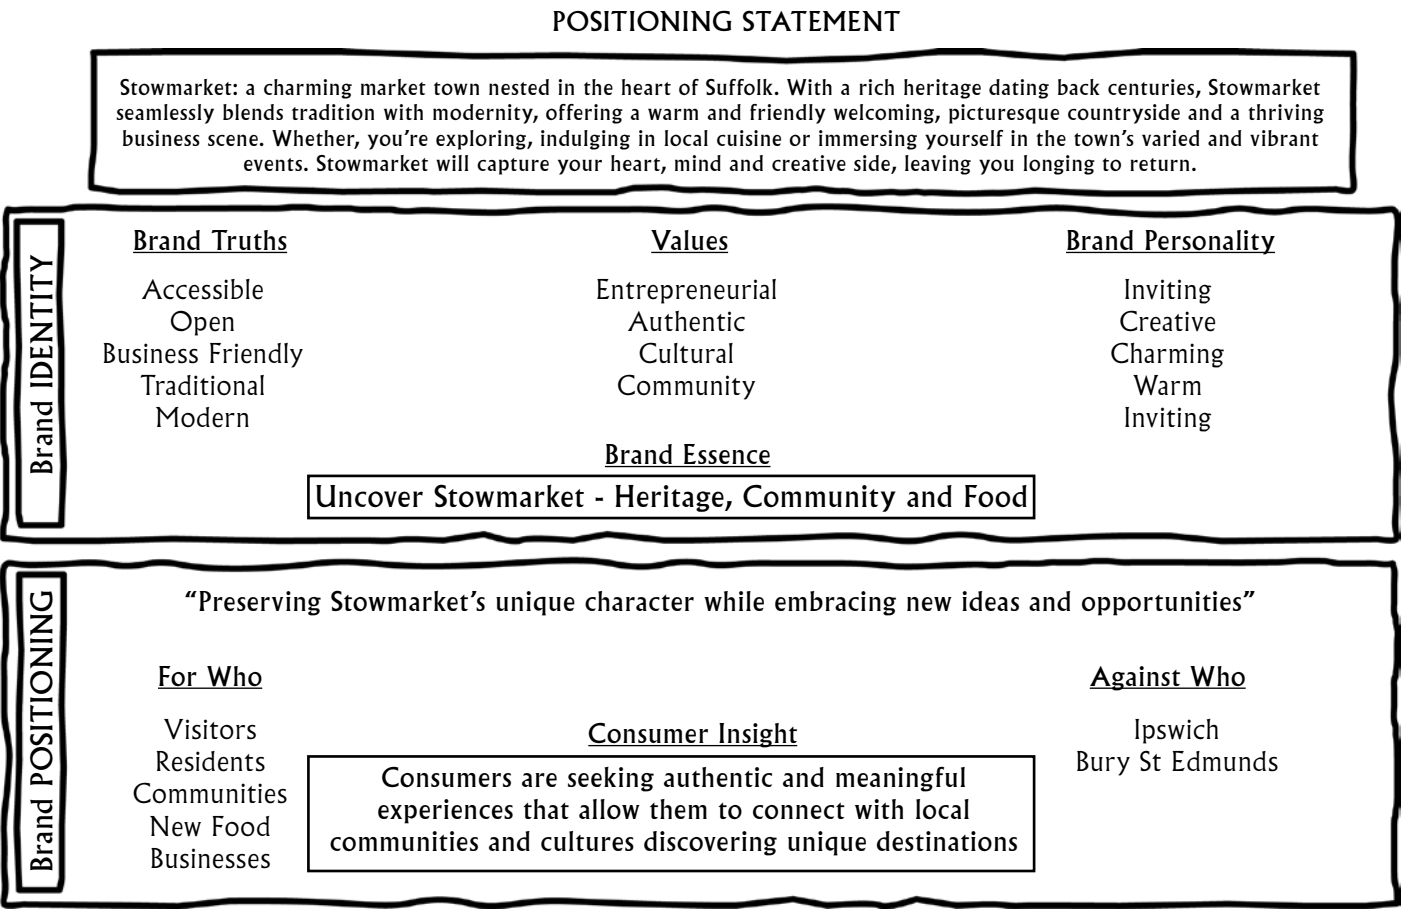 POSITIONING STATEMENT
Stowmarket: a charming market town nested in the heart of Suffolk. With a rich heritage dating back centuries, Stowmarket
seamlessly blends tradition with modernity, offering a warm and friendly welcoming, picturesque countryside and a thriving
business scene. Whether, you're exploring, indulging in local cuisine or immersing yourself in the town's varied and vibrant
events. Stowmarket will capture your heart, mind and creative side, leaving you longing to return.
Brand IDENTITY
Brand Truths
Accessible
Open
Business Friendly
Traditional
Modern
Values
Entrepreneurial
Authentic
Cultural
Community
Brand Personality
Inviting
Creative
Charming
Warm
Inviting
Brand Essence
Uncover Stowmarket - Heritage, Community and Food
Brand POSITIONING
“Preserving Stowmarket's unique character while embracing new ideas and opportunities”
For Who
Visitors
Residents
Communities
New Food
Businesses
Consumer Insight
Consumers are seeking authentic and meaningful
experiences that allow them to connect with local
communities and cultures discovering unique destinations
Against Who
Ipswich
Bury St Edmunds